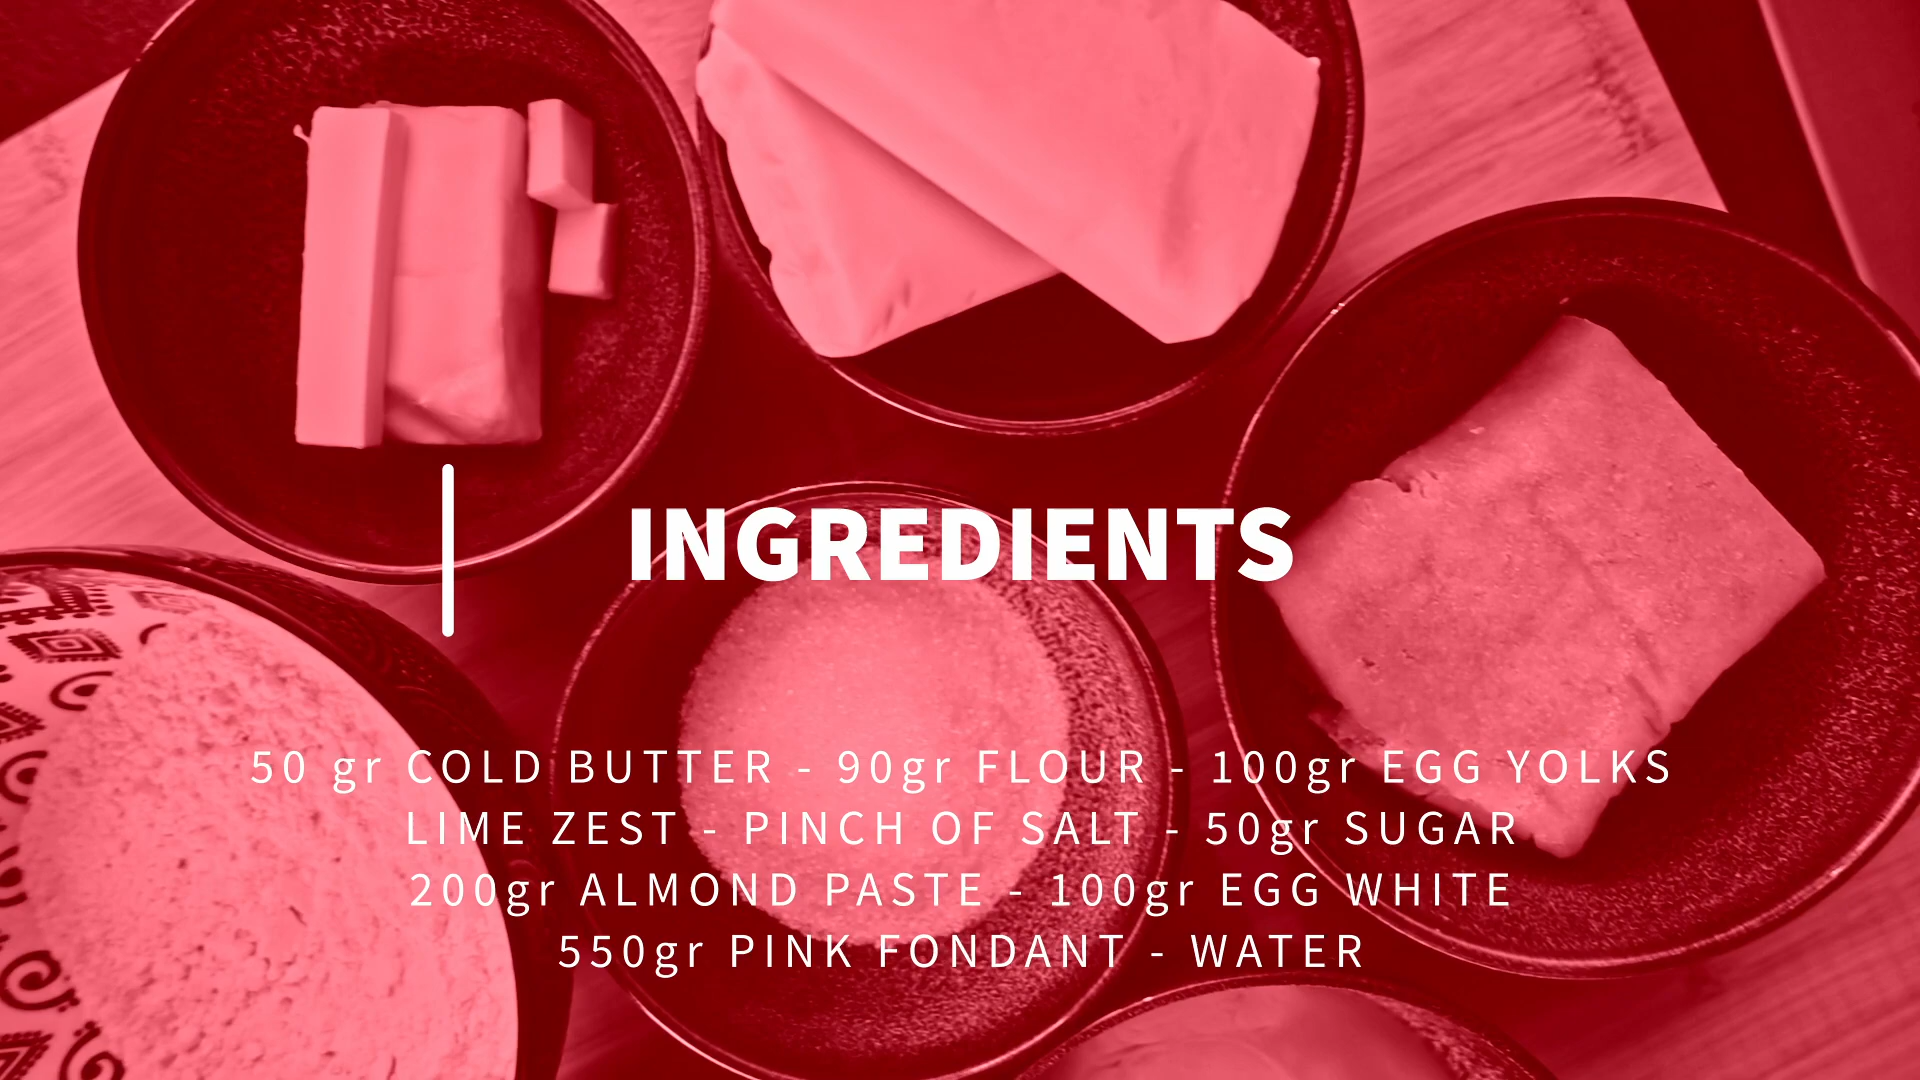 INGREDIENTS
50 gr COLD BUTTER - 90gr FLOUR - 100gr EGG YOLKS
LIME ZEST - PINCH OF SALT - 50gr SUGAR
200gr ALMOND PASTE - 100gr EGG WHITE
550gr PINK FONDANT - WATER